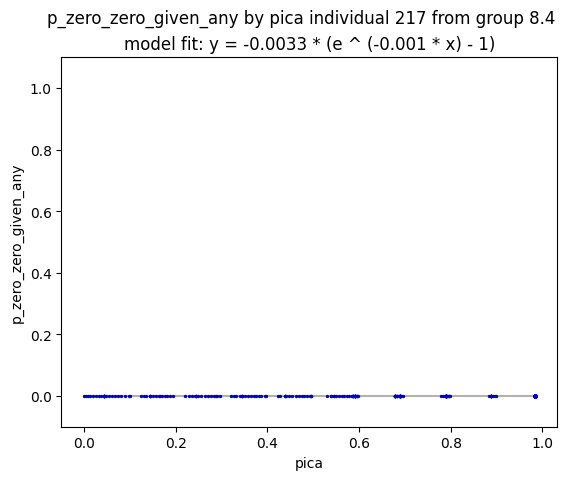 p_zero_zero_given_any by pica individual 217 from group 8.4
model fit: y = -0.0033 * (e ^ (-0.001 * x) - 1)
1.0
0.8
0.6
0.4
0.2
0.0
p_zero_zero_given_any
0.0 0.2 0.4 0.6 0.8 1.0
pica